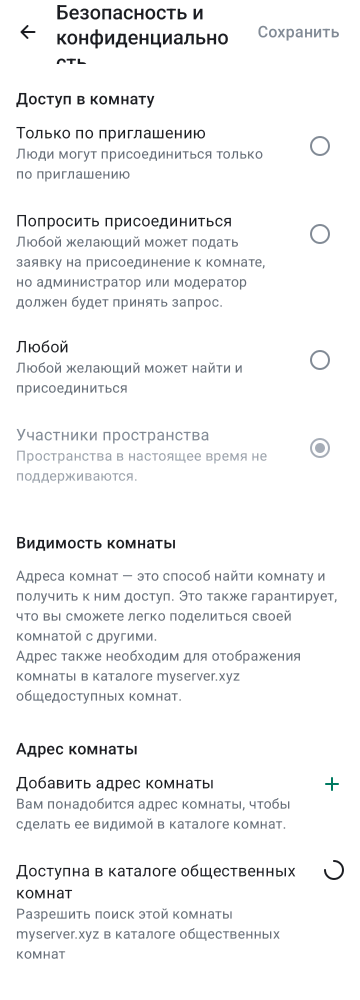 Безопасность и
конфиденциально
сть
Сохранить
Доступ в комнату
Только по приглашению
Люди могут присоединиться только
по приглашению
Попросить присоединиться
Любой желающий может подать
заявку на присоединение к комнате,
но администратор или модератор
должен будет принять запрос.
Любой
Любой желающий может найти и
присоединиться
Участники пространства
Пространства в настоящее время не
поддерживаются.
Видимость комнаты
Адреса комнат — это способ найти комнату и
получить к ним доступ. Это также гарантирует,
что вы сможете легко поделиться своей
комнатой с другими.
Адрес также необходим для отображения
комнаты в каталоге myserver.xyz
общедоступных комнат.
Адрес комнаты
Добавить адрес комнаты
Вам понадобится адрес комнаты, чтобы
сделать ее видимой в каталоге комнат.
Доступна в каталоге общественных
комнат
Разрешить поиск этой комнаты
myserver.xyz в каталоге общественных
комнат